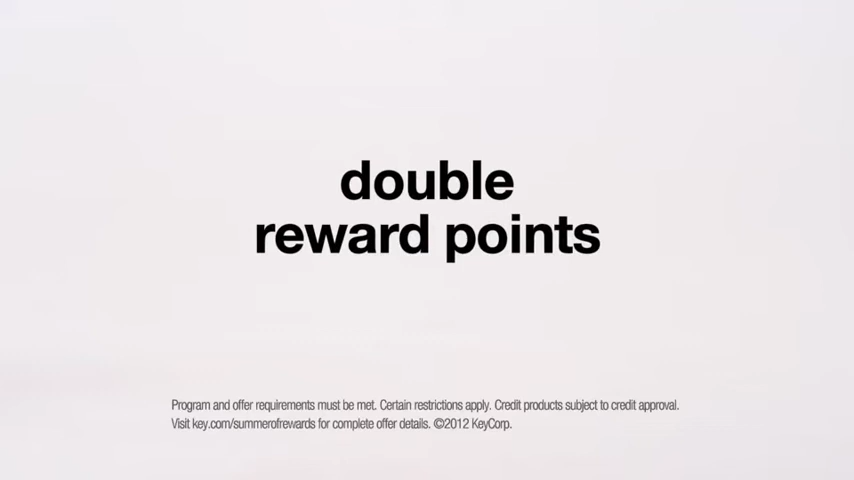 double
reward points
Program and offer requirements must be met. Certain restrictions apply. Credit products subject to credit approval.
Visit key.com/summerofrewards for complete offer details. ©2012 KeyCorp.